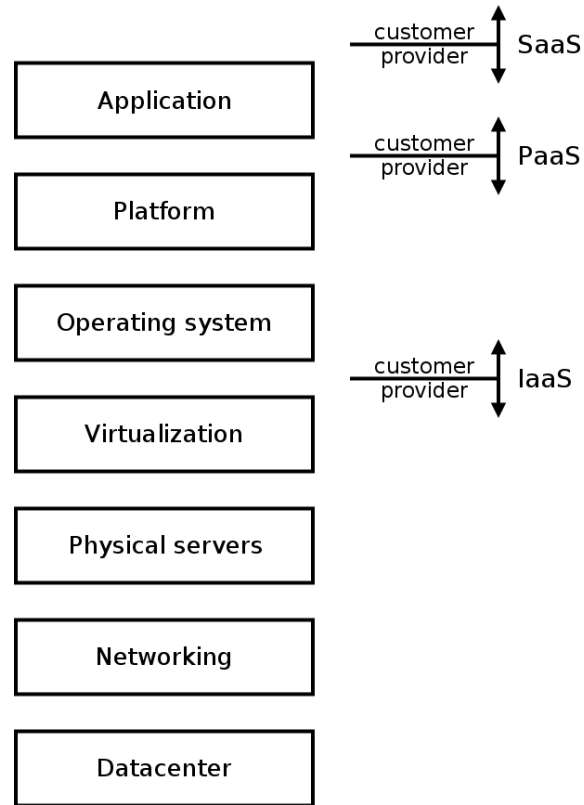 customer
provider
SaaS
Application
customer
provider
PaaS
Platform
Operating system
customer
provider
IaaS
Virtualization
Physical servers
Networking
Datacenter